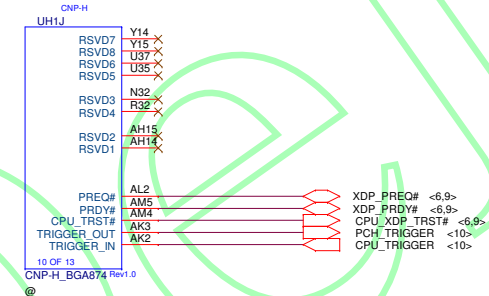 CNP-H
UH1J
RSVD7 Y14
RSVD8 Y15
RSVD6 U37
RSVD5 U35
RSVD3 N32
RSVD4 R32
RSVD2 AH15
RSVD1 AH14
PREQ# AL2 XDP_PREQ# <6,9>
PRDY# AM5 XDP_PRDY# <6,9>
CPU_TRST# AM4 CPU_XDP_TRST# <6,9>
TRIGGER_OUT AK3 PCH_TRIGGER <10>
TRIGGER_IN AK2 CPU_TRIGGER <10>
10 OF 13
CNP-H_BGA874 Rev1.0
@